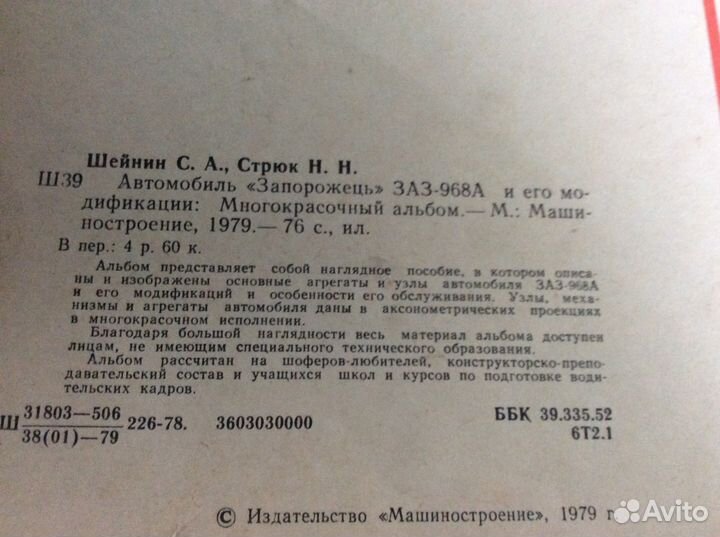 Шейнин С. А., Стрюк Н. Н.
Ш39 Автомобиль «Запорожець» ЗАЗ-968А и его мо-
дификации: Многокрасочный альбом.— М.: Маши-
ностроение, 1979.— 76 с., ил.
В пер.: 4 р. 60 к.
Альбом представляет собой наглядное пособие, в котором описа-
ны и изображены основные агрегаты и узлы автомобиля ЗАЗ-968А
и его модификаций и особенности его обслуживания. Узлы, меха-
низмы и агрегаты автомобиля даны в аксонометрических проекциях
в многокрасочном исполнении.
Благодаря большой наглядности весь материал альбома доступен
лицам, не имеющим специального технического образования.
Альбом рассчитан на шоферов-любителей, конструкторско-препо-
давательский состав и учащихся школ и курсов по подготовке води-
тельских кадров.
Ш 31803—506
38(01)—79 226-78. 3603030000
ББК 39.335.52
6Т2.1
© Издательство «Машиностроение», 1979 г
Avito